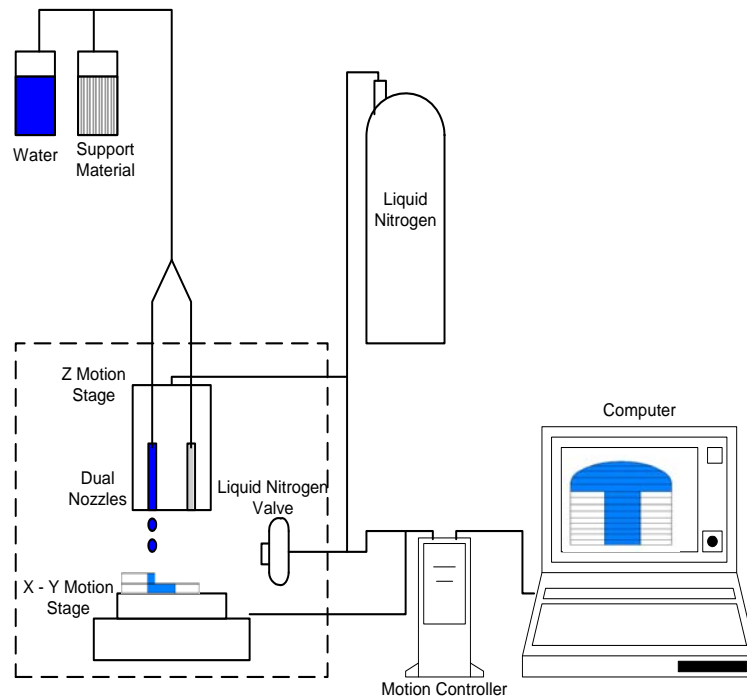 Water
Support
Material
Liquid
Nitrogen
Z Motion
Stage
Computer
Dual
Nozzles
Liquid Nitrogen
Valve
X - Y Motion
Stage
Motion Controller